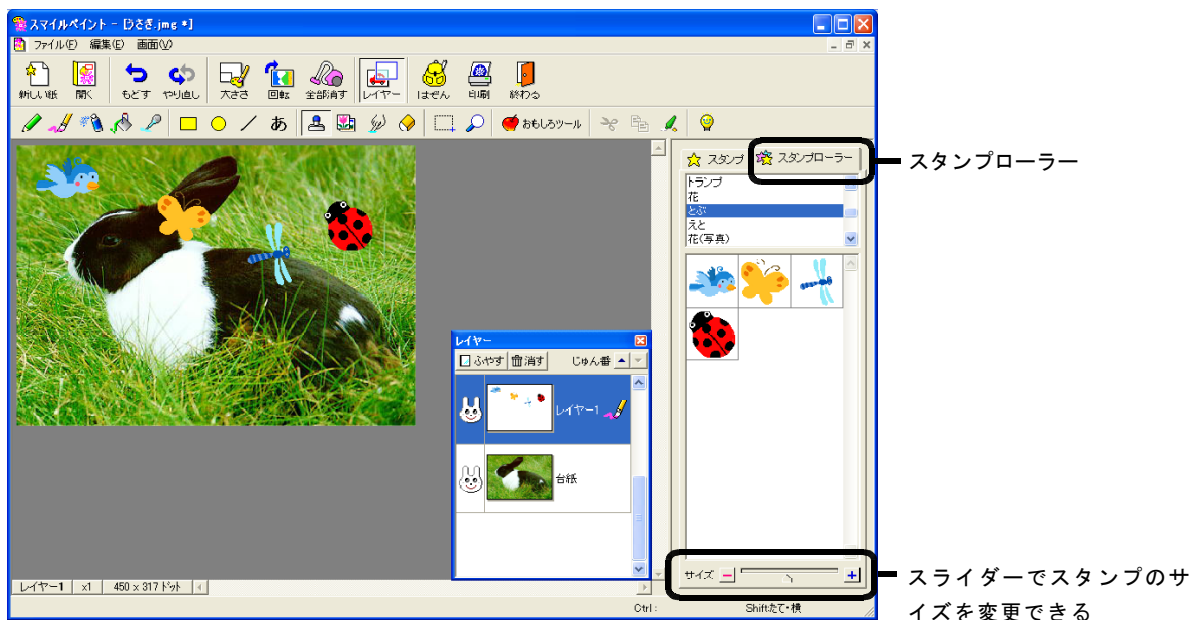 スマイルペイント - [うさぎ.jmg *]
ファイル(F) 編集(E) 画面(V)
新しい紙 開く もどす やり直し 大きさ 回転 全部消す レイヤー はぜん 印刷 終わる
あ おもしろツール
スタンプ スタンプローラー
スタンプローラー
トランプ
花
とぶ
えと
花(写真)
レイヤー
ふやす 消す じゅん番
レイヤー1
台紙
サイズ
スライダーでスタンプのサ
イズを変更できる
レイヤー1 x1 450 x 317ドット
Ctrl : Shift:たて・横